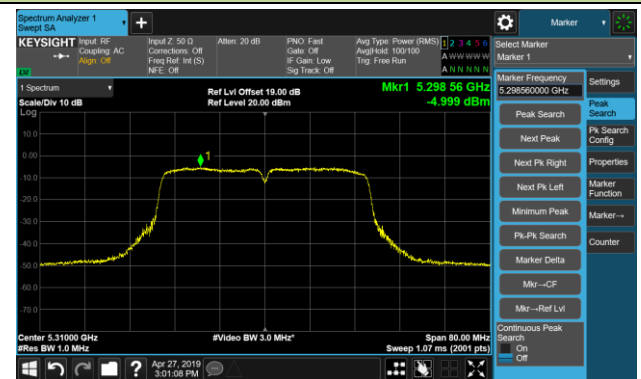 Spectrum Analyzer 1
Swept SA
Marker
KEYSIGHT
Input: RF
Coupling: AC
Align: Off
Input Z: 50 Ω
Corrections: Off
Freq Ref: Int (S)
NFE: Off
Atten: 20 dB
PNO: Fast
Gate: Off
IF Gain: Low
Sig Track: Off
Avg Type: Power (RMS)
Avg|Hold: 100/100
Trig: Free Run
1 2 3 4 5 6
A W W W W W
A N N N N N
Select Marker
Marker 1
1 Spectrum
Scale/Div 10 dB
Log
Ref Lvl Offset 19.00 dB
Ref Level 20.00 dBm
Mkr1 5.298 56 GHz
-4.999 dBm
10.0
0.00
-10.0
-20.0
-30.0
-40.0
-50.0
-60.0
-70.0
1
Center 5.31000 GHz
#Res BW 1.0 MHz
#Video BW 3.0 MHz*
Span 80.00 MHz
Sweep 1.07 ms (2001 pts)
Marker Frequency
5.298560000 GHz
Peak Search
Next Peak
Next Pk Right
Next Pk Left
Minimum Peak
Pk-Pk Search
Marker Delta
Mkr→CF
Mkr→Ref Lvl
Continuous Peak
Search
On
Off
Settings
Peak
Search
Pk Search
Config
Properties
Marker
Function
Marker→
Counter
?
Apr 27, 2019
3:01:08 PM